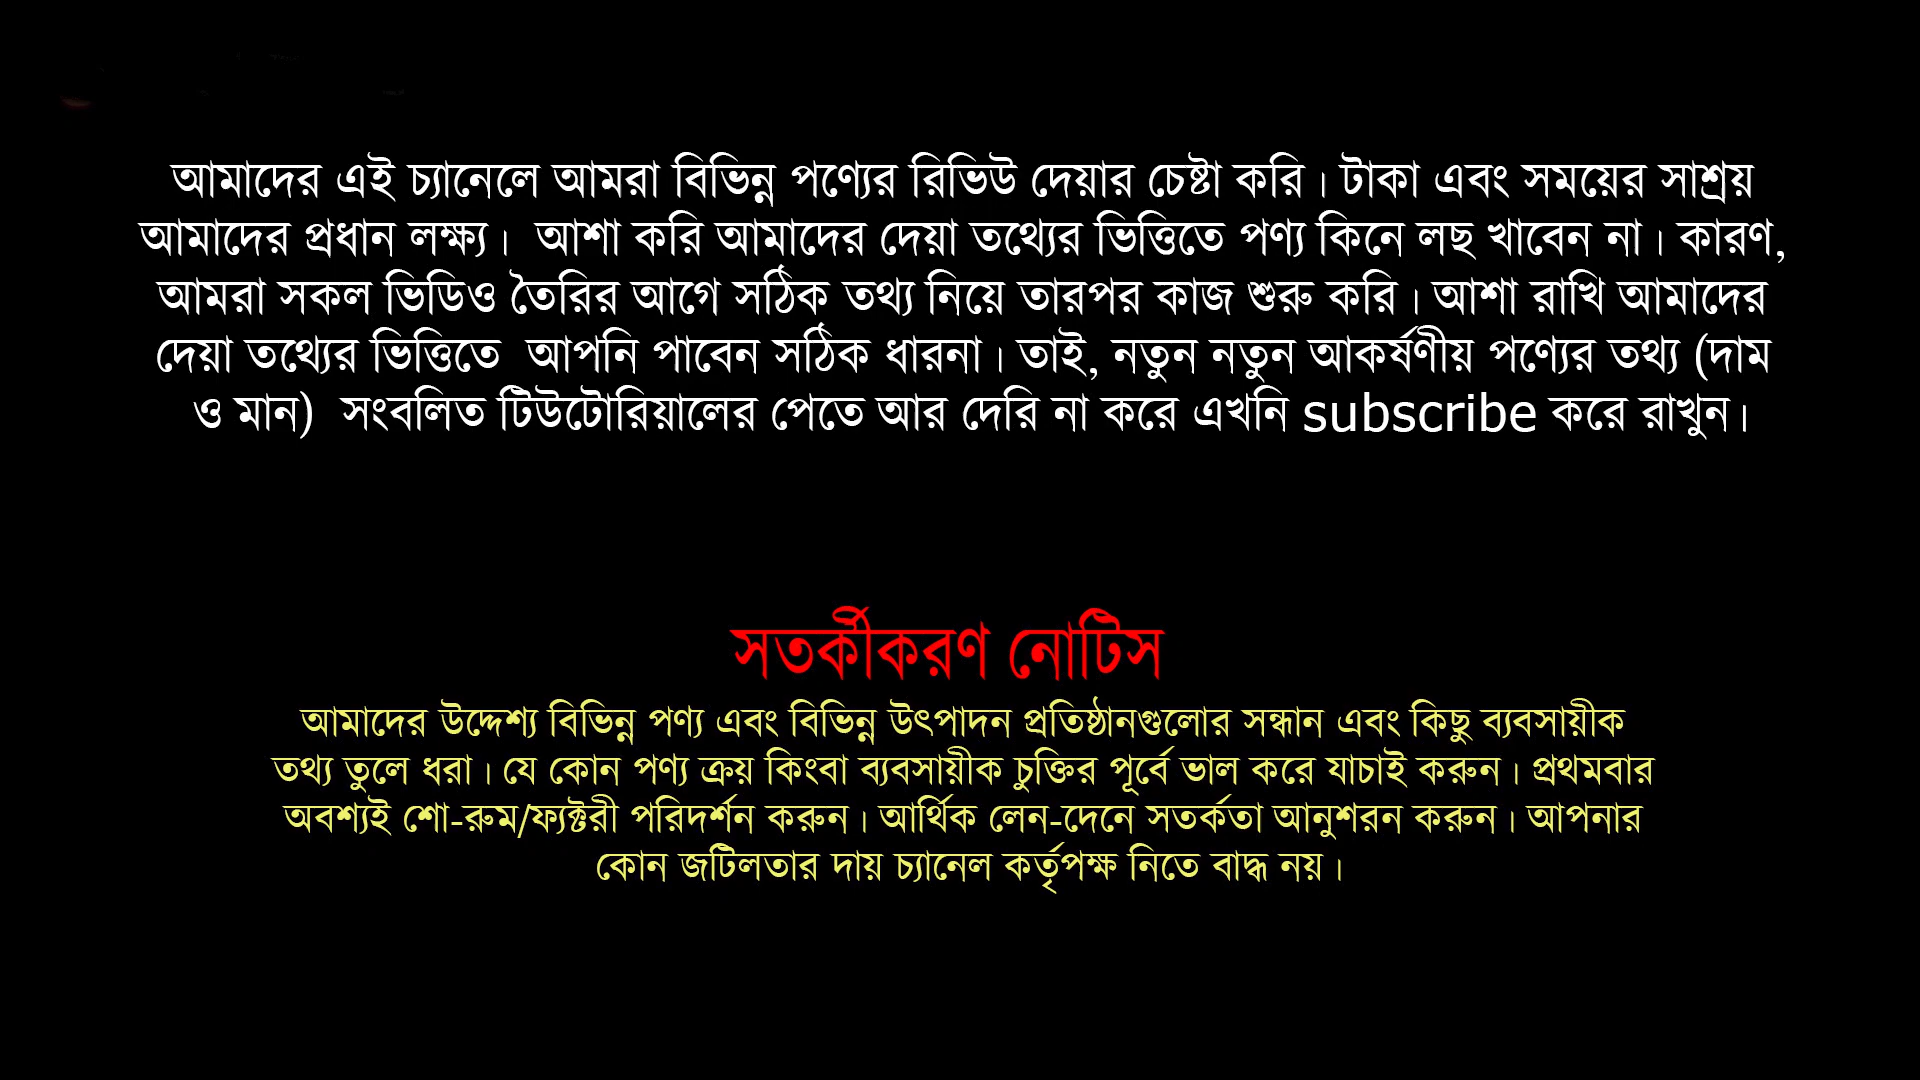 আমাদের এই চ্যানেলে আমরা বিভিন্ন পণ্যের রিভিউ দেয়ার চেষ্টা করি। টাকা এবং সময়ের সাশ্রয়
আমাদের প্রধান লক্ষ্য। আশা করি আমাদের দেয়া তথ্যের ভিত্তিতে পণ্য কিনে লছ খাবেন না। কারণ,
আমরা সকল ভিডিও তৈরির আগে সঠিক তথ্য নিয়ে তারপর কাজ শুরু করি। আশা রাখি আমাদের
দেয়া তথ্যের ভিত্তিতে আপনি পাবেন সঠিক ধারনা। তাই, নতুন নতুন আকর্ষণীয় পণ্যের তথ্য (দাম
ও মান) সংবলিত টিউটোরিয়ালের পেতে আর দেরি না করে এখনি subscribe করে রাখুন।
সতর্কীকরণ নোটিস
আমাদের উদ্দেশ্য বিভিন্ন পণ্য এবং বিভিন্ন উৎপাদন প্রতিষ্ঠানগুলোর সন্ধান এবং কিছু ব্যবসায়ীক
তথ্য তুলে ধরা। যে কোন পণ্য ক্রয় কিংবা ব্যবসায়ীক চুক্তির পূর্বে ভাল করে যাচাই করুন। প্রথমবার
অবশ্যই শো-রুম/ফ্যক্টরী পরিদর্শন করুন। আর্থিক লেন-দেনে সতর্কতা আনুশরন করুন। আপনার
কোন জটিলতার দায় চ্যানেল কর্তৃপক্ষ নিতে বাদ্ধ নয়।